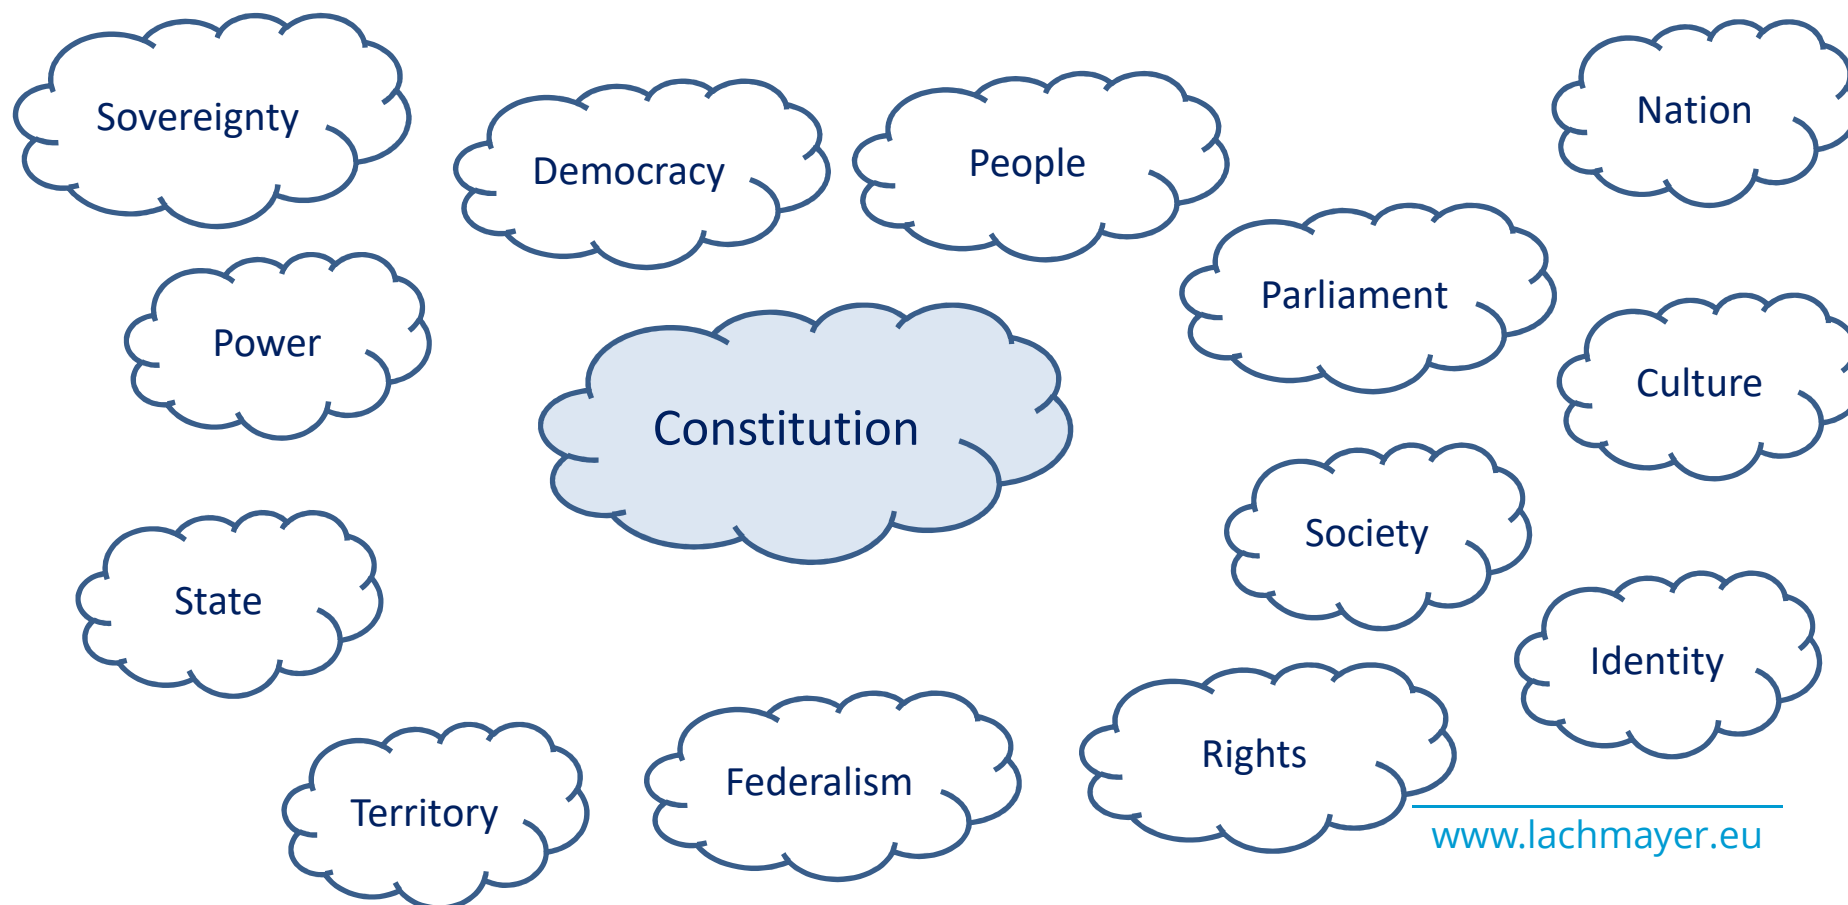 Sovereignty
Democracy
People
Nation
Parliament
Power
Culture
Constitution
Society
State
Identity
Rights
Federalism
Territory
www.lachmayer.eu